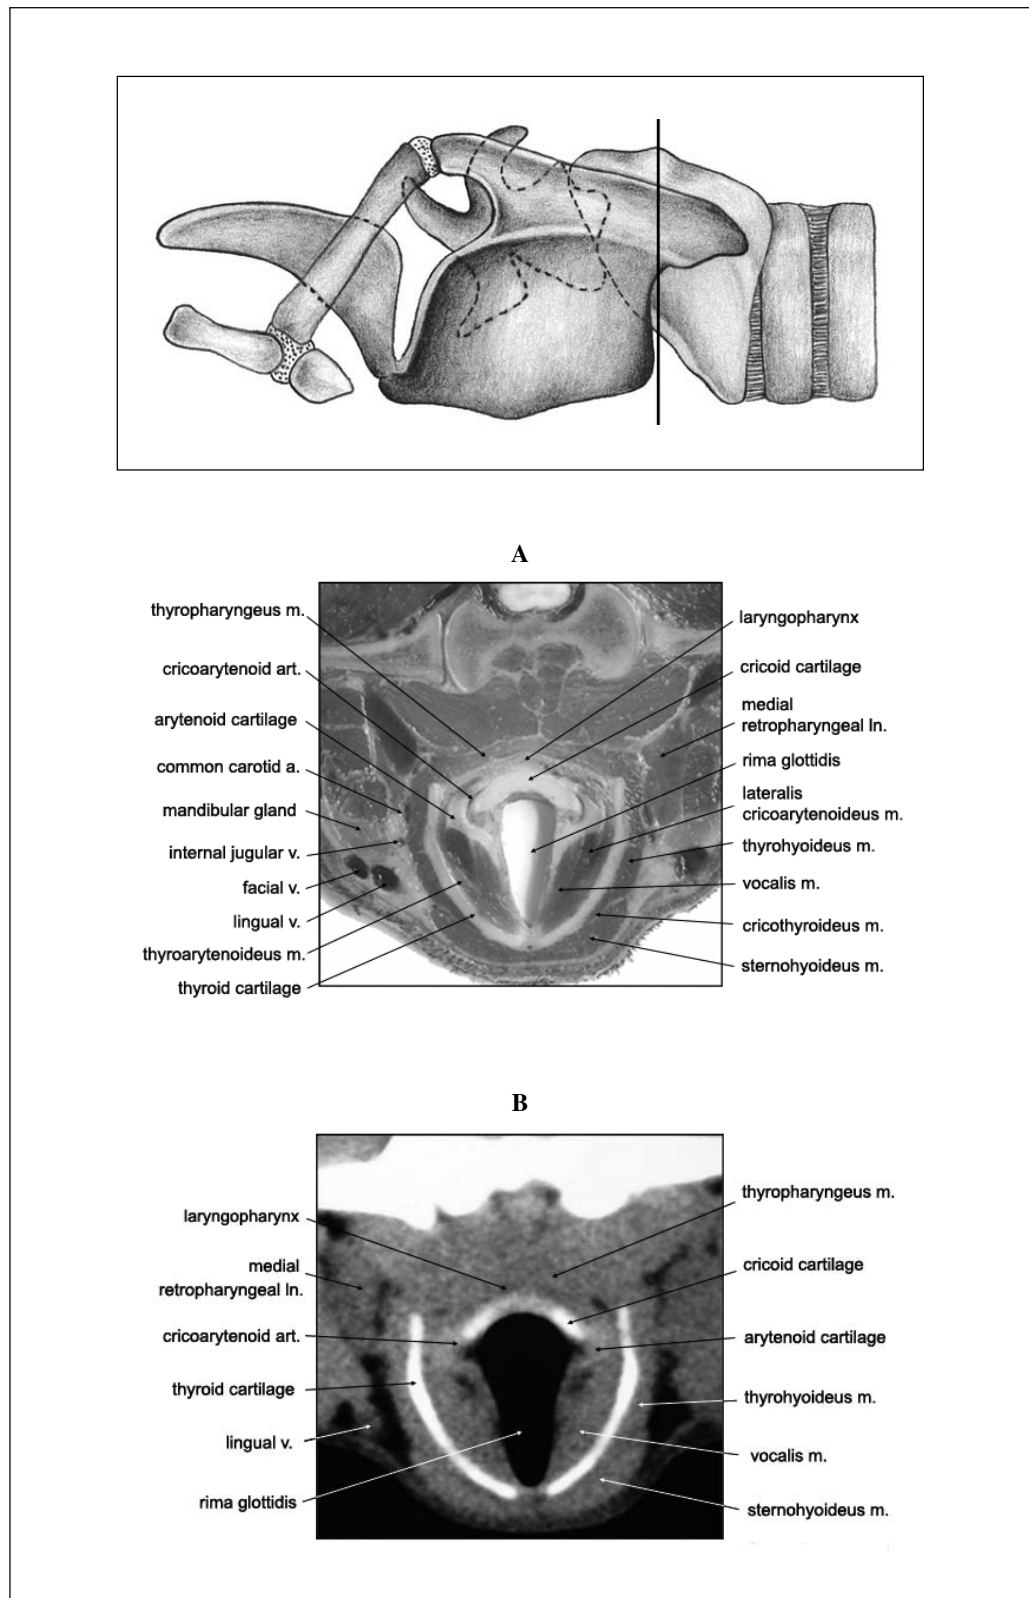 A
thyropharyngeus m.
cricoarytenoid art.
arytenoid cartilage
common carotid a.
mandibular gland
internal jugular v.
facial v.
lingual v.
thyroarytenoideus m.
thyroid cartilage
laryngopharynx
cricoid cartilage
medial
retropharyngeal ln.
rima glottidis
lateralis
cricoarytenoideus m.
thyrohyoideus m.
vocalis m.
cricothyroideus m.
sternohyoideus m.
B
laryngopharynx
medial
retropharyngeal ln.
cricoarytenoid art.
thyroid cartilage
lingual v.
rima glottidis
thyropharyngeus m.
cricoid cartilage
arytenoid cartilage
thyrohyoideus m.
vocalis m.
sternohyoideus m.